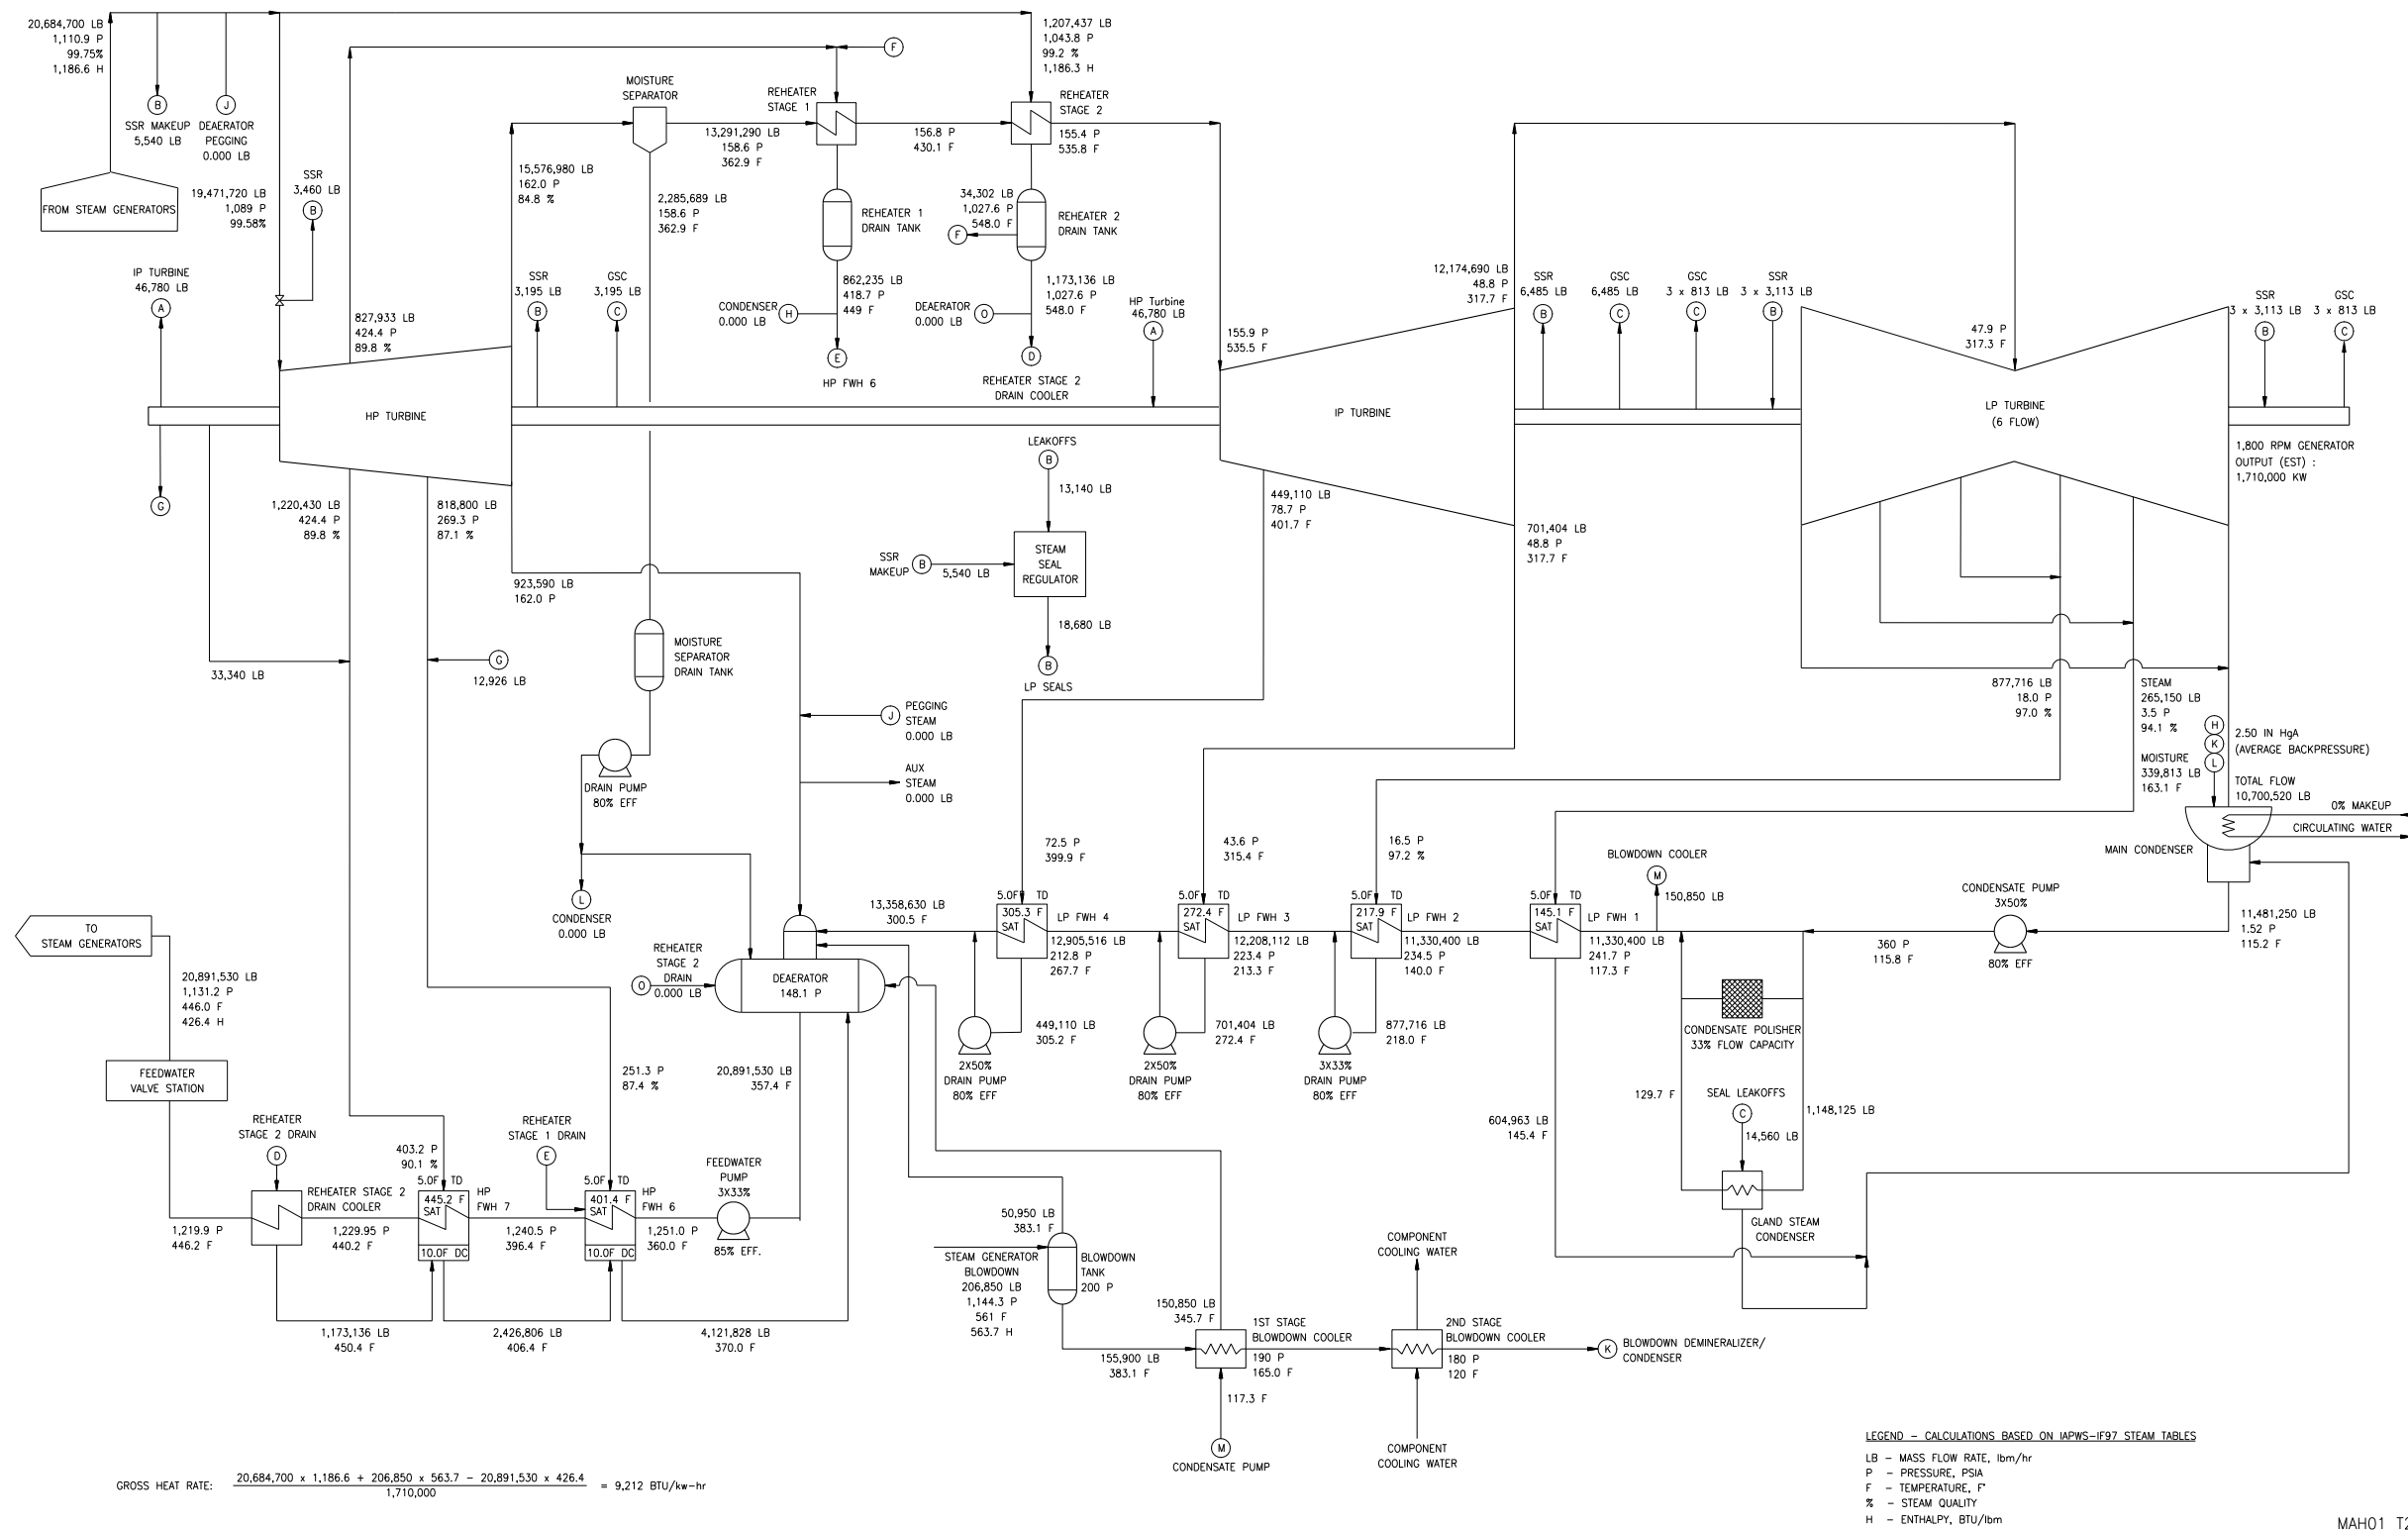 20,684,700 LB
1,110.9 P
99.75%
1,186.6 H
B
SSR MAKEUP
5,540 LB
J
DEAERATOR
PEGGING
0.000 LB
FROM STEAM GENERATORS
19,471,720 LB
1,089 P
99.58%
SSR
3,460 LB
B
IP TURBINE
46,780 LB
A
827,933 LB
424.4 P
89.8 %
F
MOISTURE
SEPARATOR
15,576,980 LB
162.0 P
84.8 %
13,291,290 LB
158.6 P
362.9 F
REHEATER
STAGE 1
156.8 P
430.1 F
1,207,437 LB
1,043.8 P
99.2 %
1,186.3 H
REHEATER
STAGE 2
155.4 P
535.8 F
2,285,689 LB
158.6 P
362.9 F
REHEATER 1
DRAIN TANK
34,302 LB
1,027.6 P
548.0 F
F
REHEATER 2
DRAIN TANK
SSR
3,195 LB
B
GSC
3,195 LB
C
CONDENSER
0.000 LB
H
862,235 LB
418.7 P
449 F
E
HP FWH 6
DEAERATOR
0.000 LB
O
1,173,136 LB
1,027.6 P
548.0 F
D
REHEATER STAGE 2
DRAIN COOLER
HP Turbine
46,780 LB
A
155.9 P
535.5 F
12,174,690 LB
48.8 P
317.7 F
SSR
6,485 LB
B
GSC
6,485 LB
C
GSC
3 x 813 LB
C
SSR
3 x 3,113 LB
B
47.9 P
317.3 F
SSR
3 x 3,113 LB
B
GSC
3 x 813 LB
C
HP TURBINE
IP TURBINE
LP TURBINE
(6 FLOW)
1,800 RPM GENERATOR
OUTPUT (EST) :
1,710,000 KW
G
1,220,430 LB
424.4 P
89.8 %
818,800 LB
269.3 P
87.1 %
LEAKOFFS
B
13,140 LB
STEAM
SEAL
REGULATOR
SSR
MAKEUP
B
5,540 LB
18,680 LB
B
LP SEALS
449,110 LB
78.7 P
401.7 F
701,404 LB
48.8 P
317.7 F
923,590 LB
162.0 P
33,340 LB
G
12,926 LB
MOISTURE
SEPARATOR
DRAIN TANK
J
PEGGING
STEAM
0.000 LB
AUX
STEAM
0.000 LB
DRAIN PUMP
80% EFF
L
CONDENSER
0.000 LB
877,716 LB
18.0 P
97.0 %
STEAM
265,150 LB
3.5 P
94.1 %
MOISTURE
339,813 LB
163.1 F
H
K
L
2.50 IN HgA
(AVERAGE BACKPRESSURE)
TOTAL FLOW
10,700,520 LB
0% MAKEUP
CIRCULATING WATER
MAIN CONDENSER
TO
STEAM GENERATORS
20,891,530 LB
1,131.2 P
446.0 F
426.4 H
FEEDWATER
VALVE STATION
REHEATER
STAGE 2
DRAIN
0.000 LB
O
DEAERATOR
148.1 P
13,358,630 LB
300.5 F
72.5 P
399.9 F
5.0F TD
305.3 F
SAT
LP FWH 4
12,905,516 LB
212.8 P
267.7 F
43.6 P
315.4 F
5.0F TD
272.4 F
SAT
LP FWH 3
12,208,112 LB
223.4 P
213.3 F
16.5 P
97.2 %
5.0F TD
217.9 F
SAT
LP FWH 2
11,330,400 LB
234.5 P
140.0 F
5.0F TD
145.1 F
SAT
LP FWH 1
11,330,400 LB
241.7 P
117.3 F
BLOWDOWN COOLER
M
150,850 LB
CONDENSATE PUMP
3X50%
80% EFF
360 P
115.8 F
11,481,250 LB
1.52 P
115.2 F
CONDENSATE POLISHER
33% FLOW CAPACITY
449,110 LB
305.2 F
2X50%
DRAIN PUMP
80% EFF
701,404 LB
272.4 F
2X50%
DRAIN PUMP
80% EFF
877,716 LB
218.0 F
3X33%
DRAIN PUMP
80% EFF
20,891,530 LB
357.4 F
251.3 P
87.4 %
129.7 F
SEAL LEAKOFFS
C
14,560 LB
1,148,125 LB
604,963 LB
145.4 F
GLAND STEAM
CONDENSER
REHEATER
STAGE 2 DRAIN
D
REHEATER STAGE 2
DRAIN COOLER
1,219.9 P
446.2 F
1,229.95 P
440.2 F
403.2 P
90.1 %
5.0F TD
445.2 F
SAT
10.0F DC
HP
FWH 7
1,240.5 P
396.4 F
REHEATER
STAGE 1 DRAIN
E
5.0F TD
401.4 F
SAT
10.0F DC
HP
FWH 6
1,251.0 P
360.0 F
FEEDWATER
PUMP
3X33%
85% EFF.
1,173,136 LB
450.4 F
2,426,806 LB
406.4 F
4,121,828 LB
370.0 F
50,950 LB
383.1 F
STEAM GENERATOR
BLOWDOWN
206,850 LB
1,144.3 P
561 F
563.7 H
BLOWDOWN
TANK
200 P
150,850 LB
345.7 F
155,900 LB
383.1 F
1ST STAGE
BLOWDOWN COOLER
190 P
165.0 F
COMPONENT
COOLING WATER
2ND STAGE
BLOWDOWN COOLER
180 P
120 F
K
BLOWDOWN DEMINERALIZER/
CONDENSER
117.3 F
M
CONDENSATE PUMP
COMPONENT
COOLING WATER
GROSS HEAT RATE: 20,684,700 x 1,186.6 + 206,850 x 563.7 - 20,891,530 x 426.4
1,710,000
= 9,212 BTU/kw-hr
LEGEND - CALCULATIONS BASED ON IAPWS-IF97 STEAM TABLES
LB - MASS FLOW RATE, lbm/hr
P - PRESSURE, PSIA
F - TEMPERATURE, F°
% - STEAM QUALITY
H - ENTHALPY, BTU/lbm
MAH01